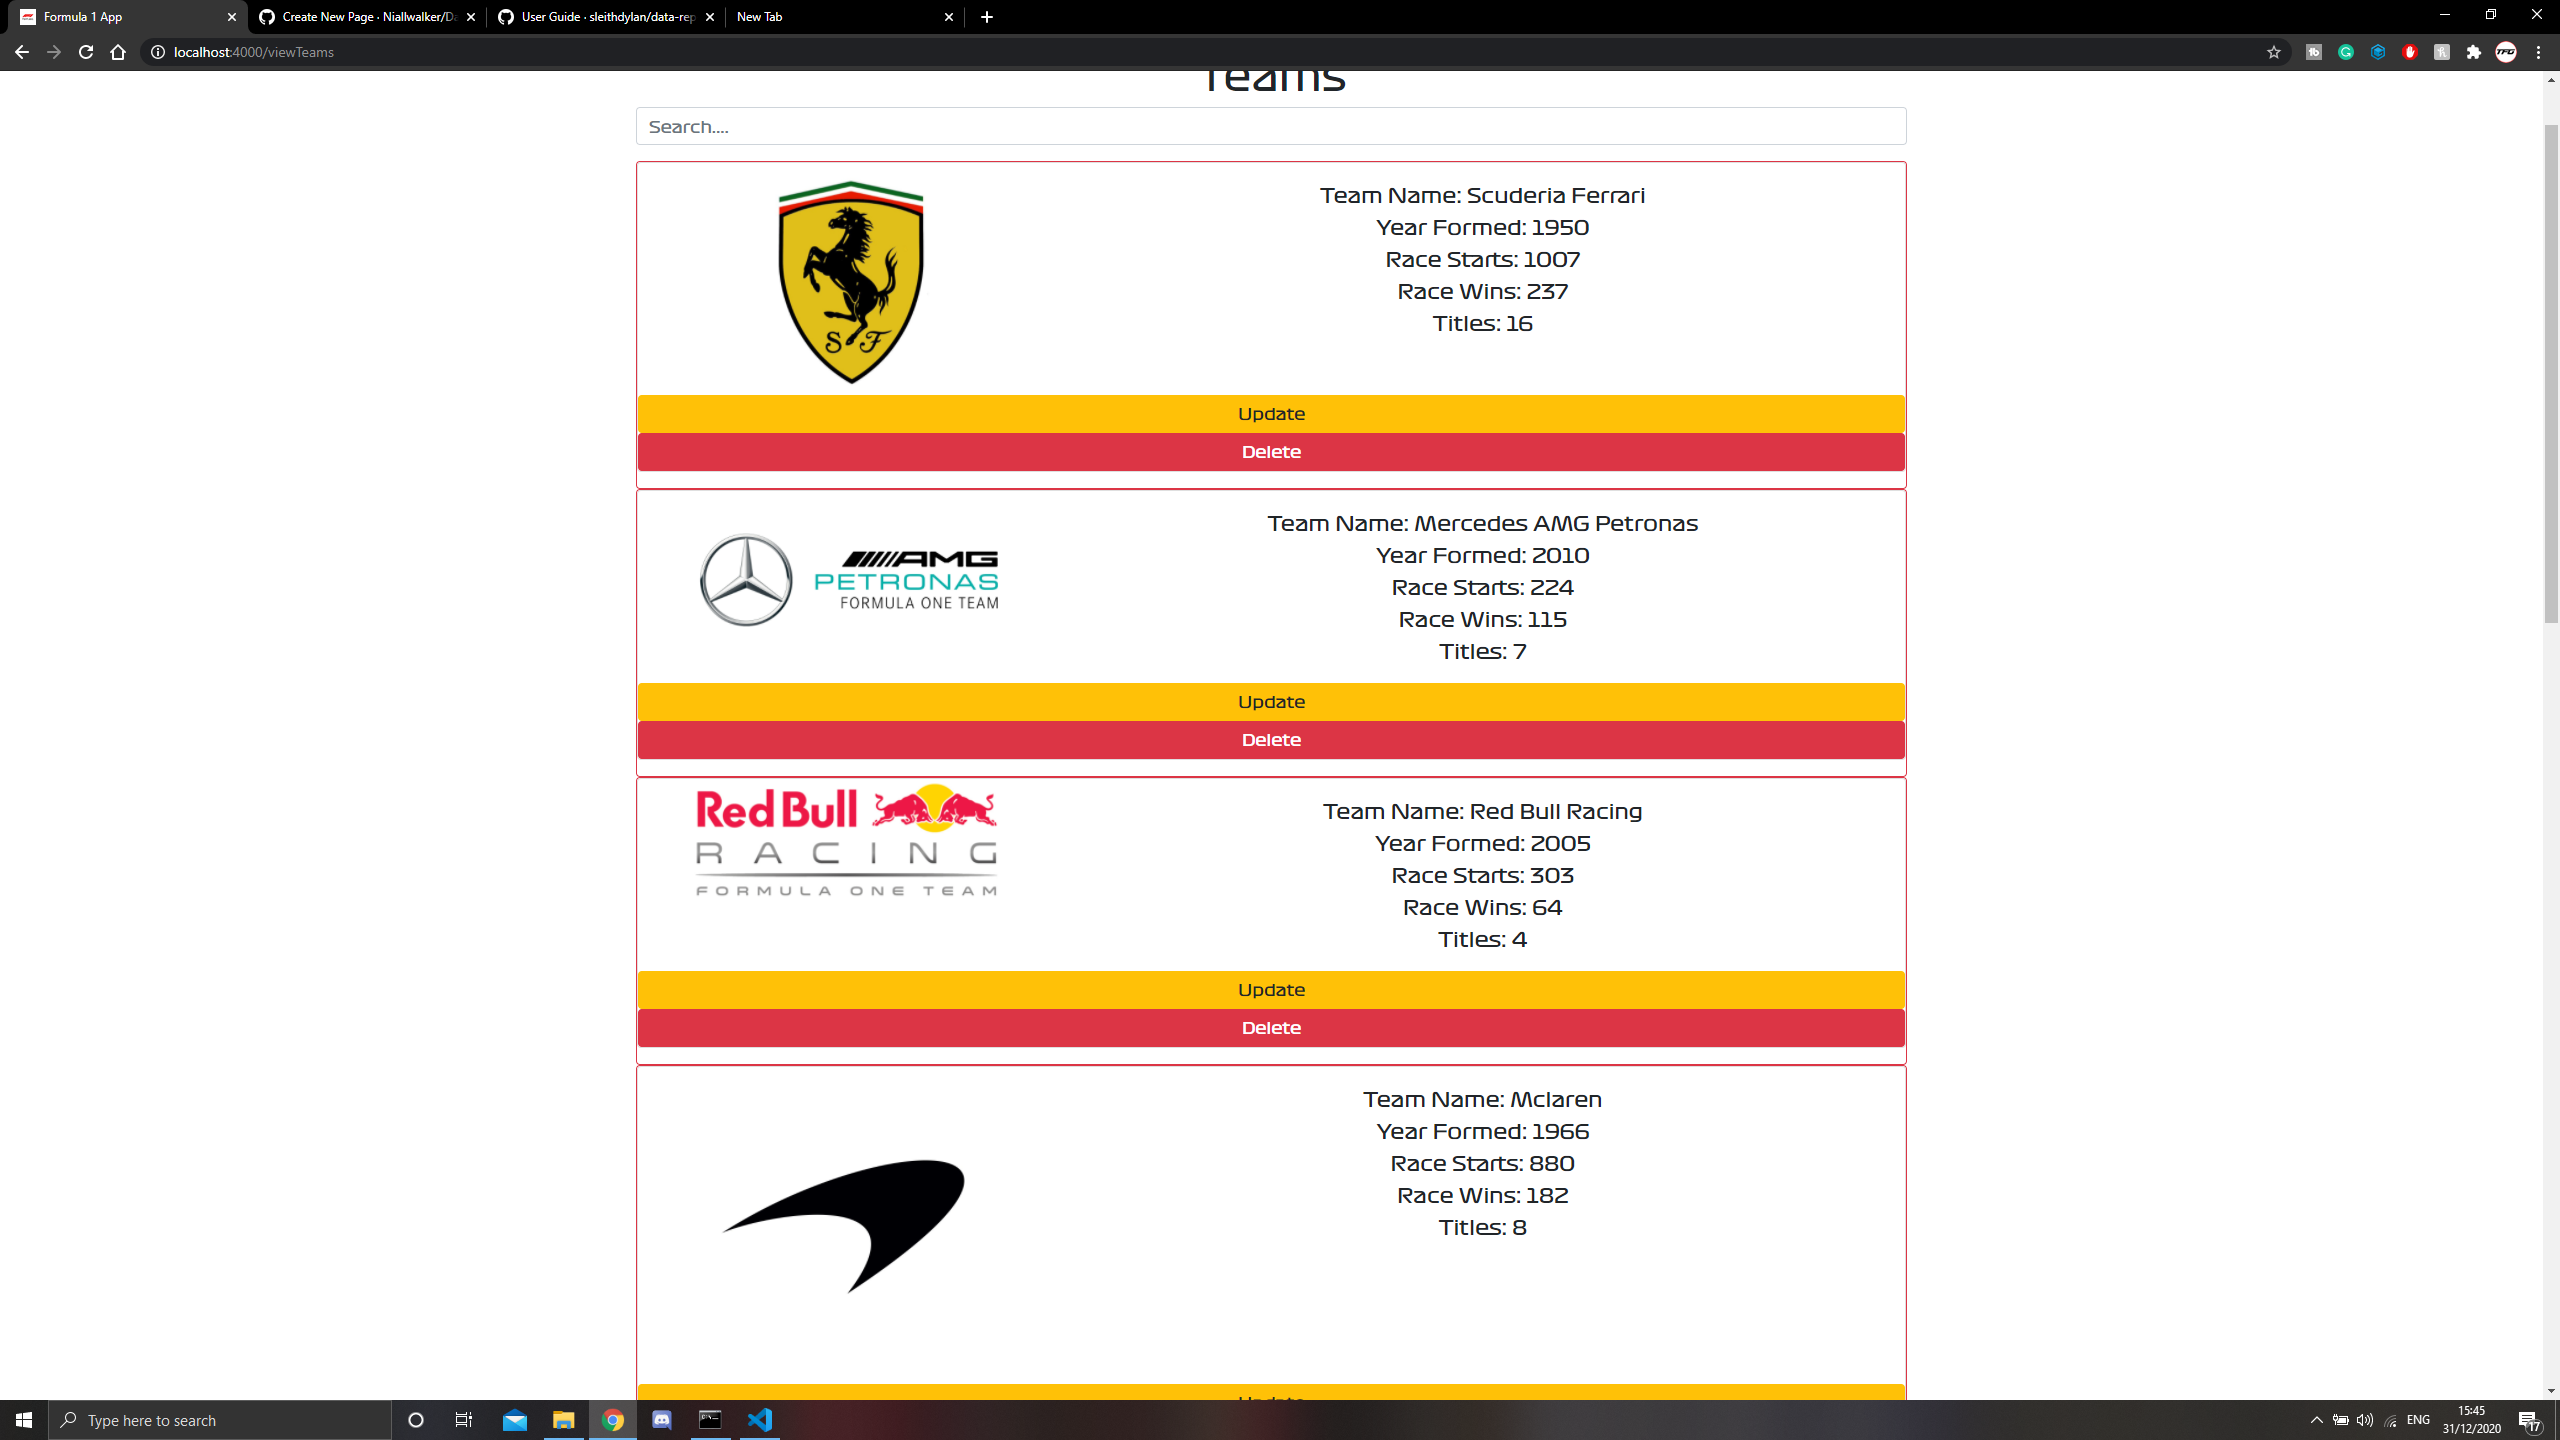 Formula 1 App
Create New Page · Niallwalker/Da
User Guide · sleithdylan/data-rep
New Tab
localhost:4000/viewTeams
Teams
Search....
S F
Team Name: Scuderia Ferrari
Year Formed: 1950
Race Starts: 1007
Race Wins: 237
Titles: 16
Update
Delete
AMG
PETRONAS
FORMULA ONE TEAM
Team Name: Mercedes AMG Petronas
Year Formed: 2010
Race Starts: 224
Race Wins: 115
Titles: 7
Update
Delete
Red Bull
RACING
FORMULA ONE TEAM
Team Name: Red Bull Racing
Year Formed: 2005
Race Starts: 303
Race Wins: 64
Titles: 4
Update
Delete
Team Name: Mclaren
Year Formed: 1966
Race Starts: 880
Race Wins: 182
Titles: 8
Update
Type here to search
ENG
15:45
31/12/2020
17